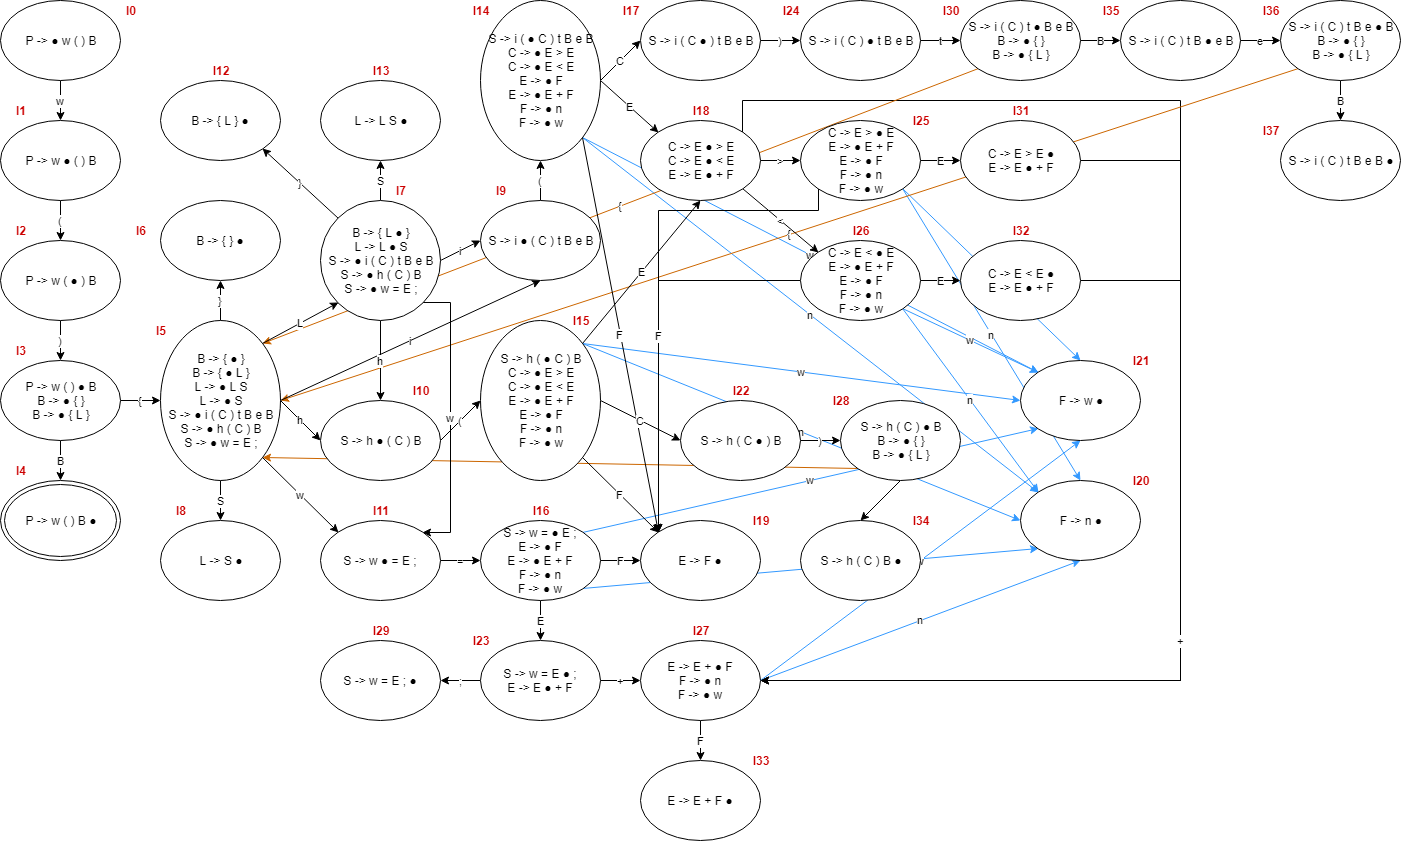 I0
P -> ● w ( ) B
w
I1
P -> w ● ( ) B
(
I2
P -> w ( ● ) B
)
I3
P -> w ( ) ● B
B -> ● { }
B -> ● { L }
{
B
I4
P -> w ( ) B ●
I12
B -> { L } ●
}
I6
B -> { } ●
}
I5
B -> { ● }
B -> { ● L }
L -> ● L S
L -> ● S
S -> ● i ( C ) t B e B
S -> ● h ( C ) B
S -> ● w = E ;
L
i
h
w
S
I8
L -> S ●
I13
L -> L S ●
S
I7
B -> { L ● }
L -> L ● S
S -> ● i ( C ) t B e B
S -> ● h ( C ) B
S -> ● w = E ;
i
h
w
I10
S -> h ● ( C ) B
(
I11
S -> w ● = E ;
=
I14
S -> i ( ● C ) t B e B
C -> ● E > E
C -> ● E < E
E -> ● F
E -> ● E + F
F -> ● n
F -> ● w
C
E
(
I9
S -> i ● ( C ) t B e B
{
I15
S -> h ( ● C ) B
C -> ● E > E
C -> ● E < E
E -> ● E + F
E -> ● F
F -> ● n
F -> ● w
E
F
F
C
F
w
n
I16
S -> w = ● E ;
E -> ● F
E -> ● E + F
F -> ● n
F -> ● w
F
E
w
I29
S -> w = E ; ●
;
I23
S -> w = E ● ;
E -> E ● + F
+
I17
S -> i ( C ● ) t B e B
)
I24
S -> i ( C ) ● t B e B
t
I30
S -> i ( C ) t ● B e B
B -> ● { }
B -> ● { L }
B
I35
S -> i ( C ) t B ● e B
e
I36
S -> i ( C ) t B e ● B
B -> ● { }
B -> ● { L }
B
I37
S -> i ( C ) t B e B ●
I18
C -> E ● > E
C -> E ● < E
E -> E ● + F
>
<
{
w
n
I25
C -> E > ● E
E -> ● E + F
E -> ● F
F -> ● n
F -> ● w
E
I31
C -> E > E ●
E -> E ● + F
I26
C -> E < ● E
E -> ● E + F
E -> ● F
F -> ● n
F -> ● w
E
I32
C -> E < E ●
E -> E ● + F
n
w
n
I21
F -> w ●
I22
S -> h ( C ● ) B
)
I28
S -> h ( C ) ● B
B -> ● { }
B -> ● { L }
I20
F -> n ●
I19
E -> F ●
I34
S -> h ( C ) B ●
I27
E -> E + ● F
F -> ● n
F -> ● w
n
+
F
I33
E -> E + F ●